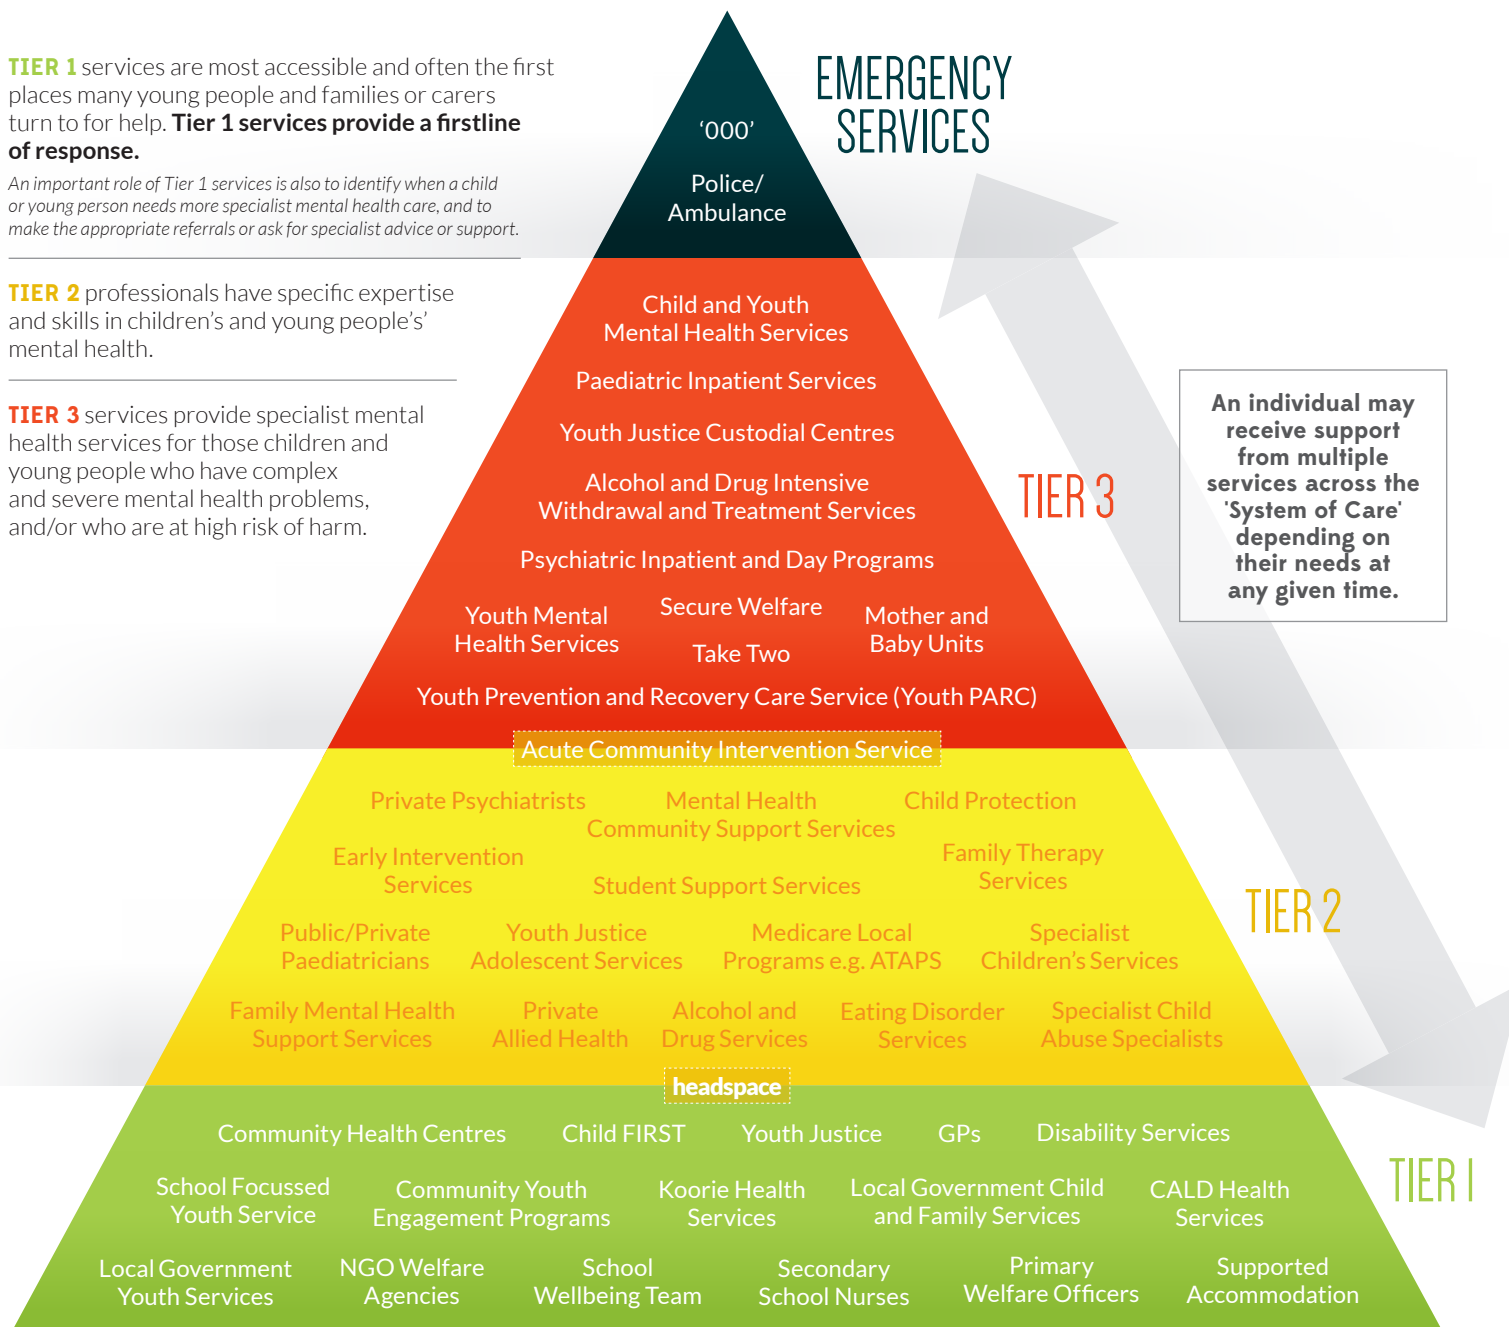 TIER 1 services are most accessible and often the first
places many young people and families or carers
turn to for help. Tier 1 services provide a firstline
of response.
An important role of Tier 1 services is also to identify when a child
or young person needs more specialist mental health care, and to
make the appropriate referrals or ask for specialist advice or support.
TIER 2 professionals have specific expertise
and skills in children's and young people's'
mental health.
TIER 3 services provide specialist mental
health services for those children and
young people who have complex
and severe mental health problems,
and/or who are at high risk of harm.
EMERGENCY
SERVICES
'000'
Police/
Ambulance
TIER 3
Child and Youth
Mental Health Services
Paediatric Inpatient Services
Youth Justice Custodial Centres
Alcohol and Drug Intensive
Withdrawal and Treatment Services
Psychiatric Inpatient and Day Programs
Youth Mental
Health Services
Secure Welfare
Take Two
Mother and
Baby Units
Youth Prevention and Recovery Care Service (Youth PARC)
An individual may
receive support
from multiple
services across the
'System of Care'
depending on
their needs at
any given time.
Acute Community Intervention Service
TIER 2
Private Psychiatrists
Mental Health
Community Support Services
Child Protection
Early Intervention
Services
Student Support Services
Family Therapy
Services
Public/Private
Paediatricians
Youth Justice
Adolescent Services
Medicare Local
Programs e.g. ATAPS
Specialist
Children's Services
Family Mental Health
Support Services
Private
Allied Health
Alcohol and
Drug Services
Eating Disorder
Services
Specialist Child
Abuse Specialists
headspace
TIER 1
Community Health Centres
Child FIRST
Youth Justice
GPs
Disability Services
School Focussed
Youth Service
Community Youth
Engagement Programs
Koorie Health
Services
Local Government Child
and Family Services
CALD Health
Services
Local Government
Youth Services
NGO Welfare
Agencies
School
Wellbeing Team
Secondary
School Nurses
Primary
Welfare Officers
Supported
Accommodation